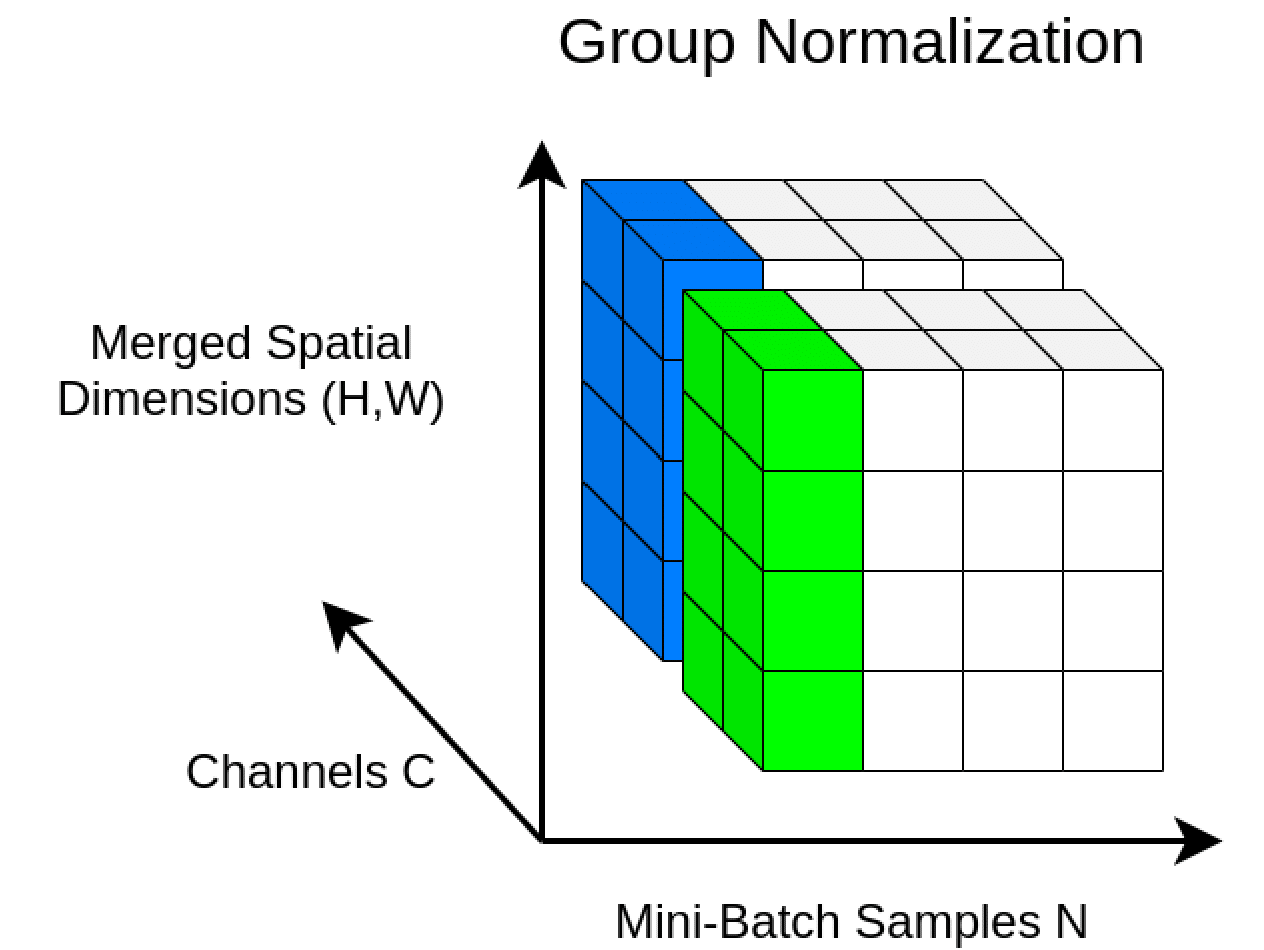 Group Normalization
Merged Spatial
Dimensions (H,W)
Channels C
Mini-Batch Samples N